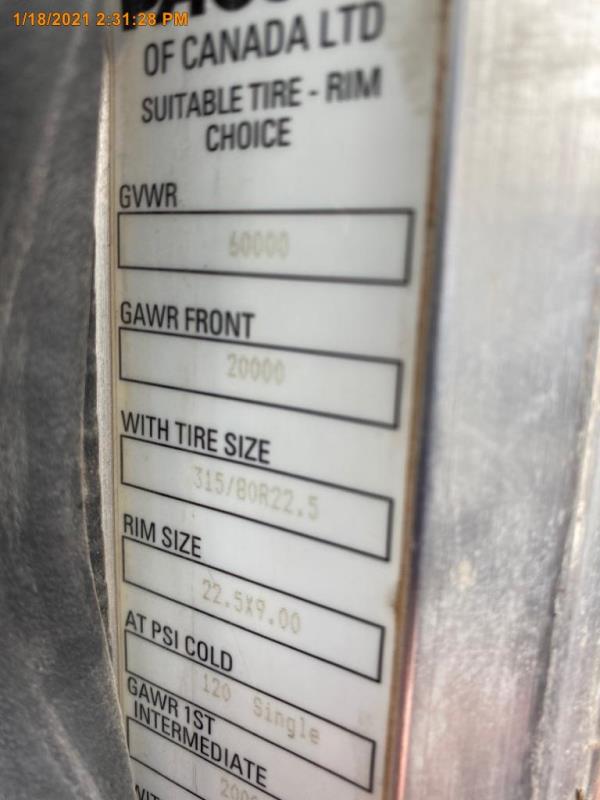 1/18/2021 2:31:28 PM
OF CANADA LTD
SUITABLE TIRE - RIM
CHOICE
GVWR
60000
GAWR FRONT
20000
WITH TIRE SIZE
315/80R22.5
RIM SIZE
22.5X9.00
AT PSI COLD
120 Single
GAWR 1ST
INTERMEDIATE